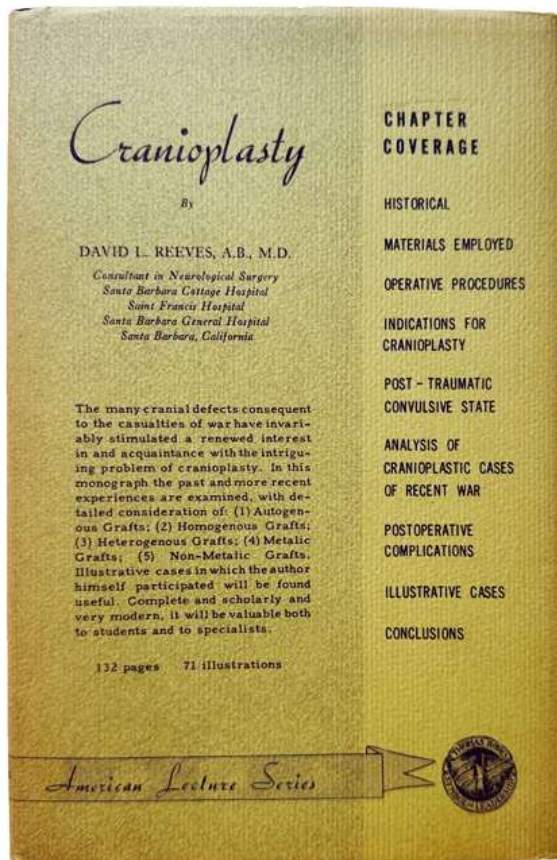 Cranioplasty
By
DAVID L. REEVES, A.B., M.D.
Consultant in Neurological Surgery
Santa Barbara Cottage Hospital
Saint Francis Hospital
Santa Barbara General Hospital
Santa Barbara, California
The many cranial defects consequent
to the casualties of war have invari-
ably stimulated a renewed interest
in and acquaintance with the intrigu-
ing problem of cranioplasty. In this
monograph the past and more recent
experiences are examined, with de-
tailed consideration of: (1) Autogen-
ous Grafts; (2) Homogenous Grafts;
(3) Heterogenous Grafts; (4) Metalic
Grafts; (5) Non-Metalic Grafts.
Illustrative cases in which the author
himself participated will be found
useful. Complete and scholarly and
very modern, it will be valuable both
to students and to specialists.
132 pages 71 illustrations
American Lecture Series
CHAPTER
COVERAGE
HISTORICAL
MATERIALS EMPLOYED
OPERATIVE PROCEDURES
INDICATIONS FOR
CRANIOPLASTY
POST-TRAUMATIC
CONVULSIVE STATE
ANALYSIS OF
CRANIOPLASTIC CASES
OF RECENT WAR
POSTOPERATIVE
COMPLICATIONS
ILLUSTRATIVE CASES
CONCLUSIONS